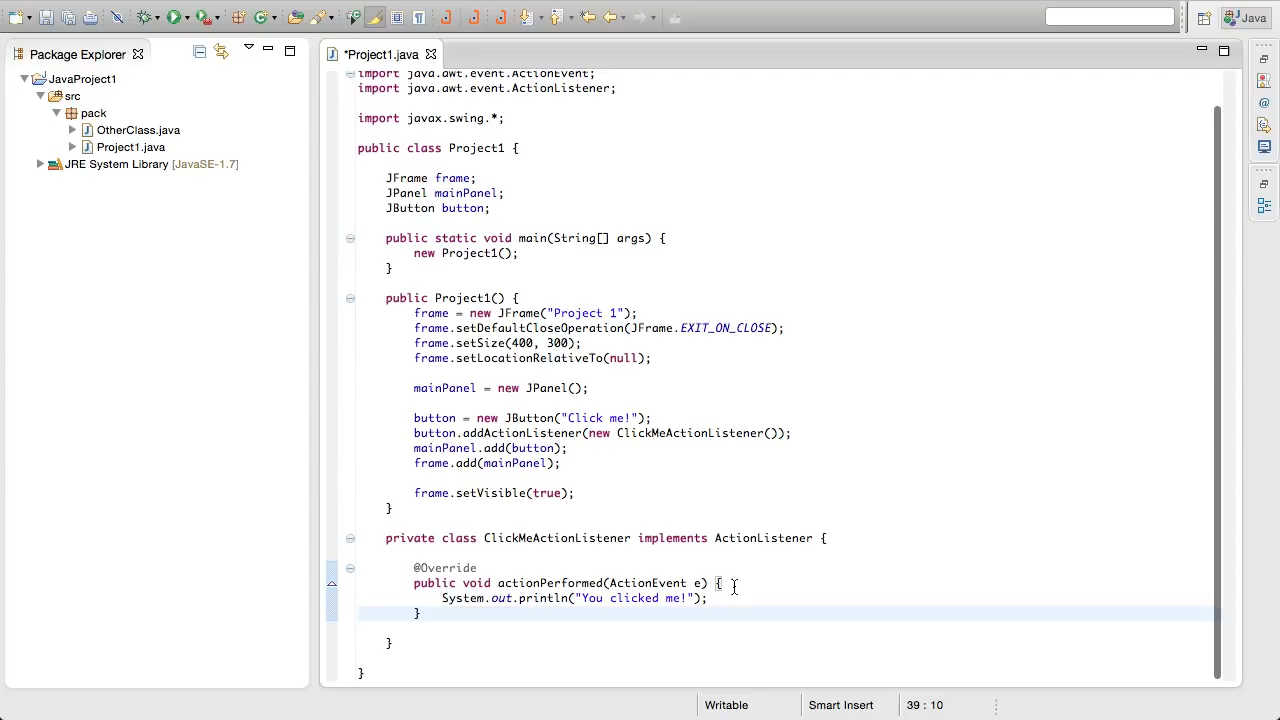 Java
Package Explorer
*Project1.java
JavaProject1
src
pack
OtherClass.java
Project1.java
JRE System Library [JavaSE-1.7]
import java.awt.event.ActionEvent;
import java.awt.event.ActionListener;
import javax.swing.*;
public class Project1 {
JFrame frame;
JPanel mainPanel;
JButton button;
public static void main(String[] args) {
new Project1();
}
public Project1() {
frame = new JFrame("Project 1");
frame.setDefaultCloseOperation(JFrame.EXIT_ON_CLOSE);
frame.setSize(400, 300);
frame.setLocationRelativeTo(null);
mainPanel = new JPanel();
button = new JButton("Click me!");
button.addActionListener(new ClickMeActionListener());
mainPanel.add(button);
frame.add(mainPanel);
frame.setVisible(true);
}
private class ClickMeActionListener implements ActionListener {
@Override
public void actionPerformed(ActionEvent e) {
System.out.println("You clicked me!");
}
}
}
Writable
Smart Insert
39 : 10